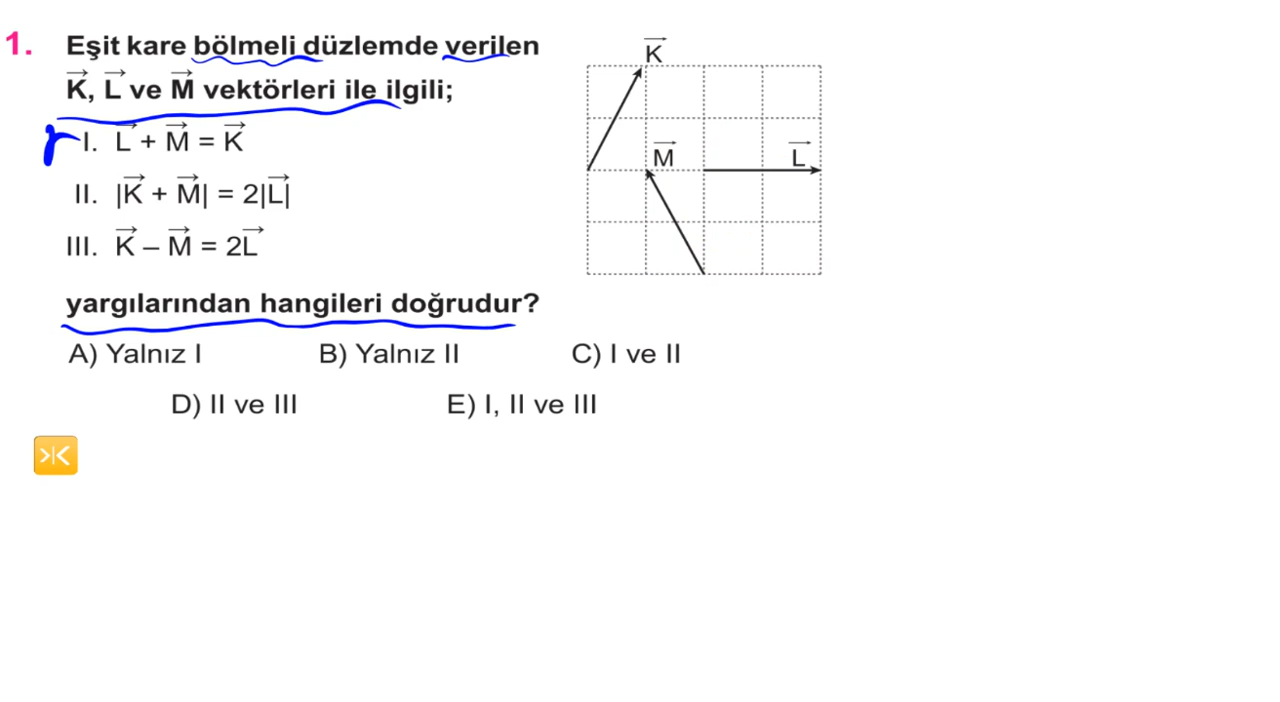 1. Eşit kare bölmeli düzlemde verilen
K⃗, L⃗ ve M⃗ vektörleri ile ilgili;
I. L⃗ + M⃗ = K⃗
II. |K⃗ + M⃗| = 2|L⃗|
III. K⃗ – M⃗ = 2L⃗
yargılarından hangileri doğrudur?
A) Yalnız I B) Yalnız II C) I ve II
D) II ve III E) I, II ve III
K⃗
M⃗ L⃗